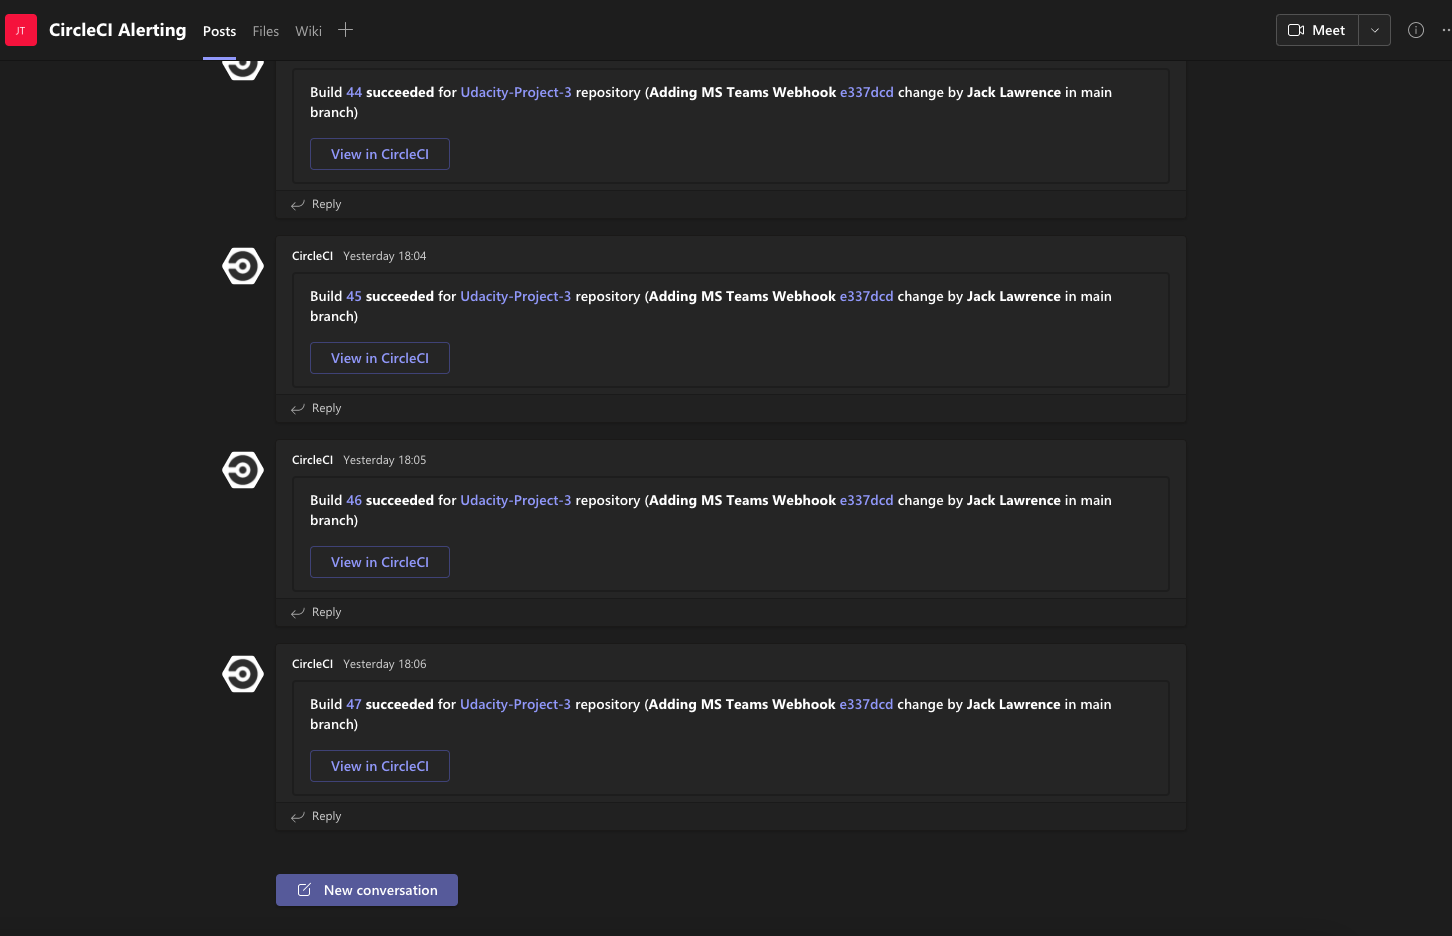 JT CircleCI Alerting Posts Files Wiki Meet
Build 44 succeeded for Udacity-Project-3 repository (Adding MS Teams Webhook e337dcd change by Jack Lawrence in main
branch)
View in CircleCI
Reply
CircleCI Yesterday 18:04
Build 45 succeeded for Udacity-Project-3 repository (Adding MS Teams Webhook e337dcd change by Jack Lawrence in main
branch)
View in CircleCI
Reply
CircleCI Yesterday 18:05
Build 46 succeeded for Udacity-Project-3 repository (Adding MS Teams Webhook e337dcd change by Jack Lawrence in main
branch)
View in CircleCI
Reply
CircleCI Yesterday 18:06
Build 47 succeeded for Udacity-Project-3 repository (Adding MS Teams Webhook e337dcd change by Jack Lawrence in main
branch)
View in CircleCI
Reply
New conversation